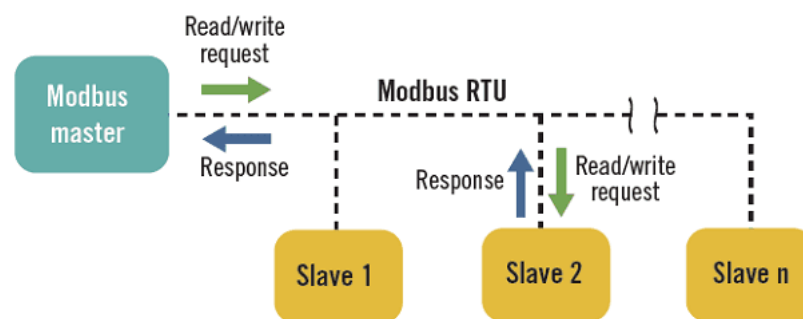 Read/write
request
Modbus
master
Modbus RTU
Response
Response
Read/write
request
Slave 1
Slave 2
Slave n